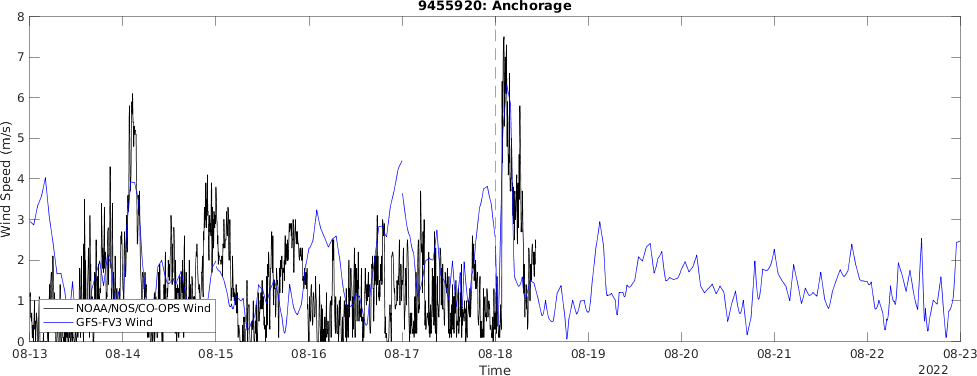 9455920: Anchorage
8
7
6
5
4
3
2
1
0
Wind Speed (m/s)
NOAA/NOS/CO-OPS Wind
GFS-FV3 Wind
08-13 08-14 08-15 08-16 08-17 08-18 08-19 08-20 08-21 08-22 08-23
Time
2022